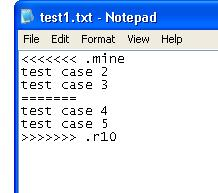 test1.txt - Notepad
File Edit Format View Help
<<<<<<< .mine
test case 2
test case 3
=======
test case 4
test case 5
>>>>>>> .r10